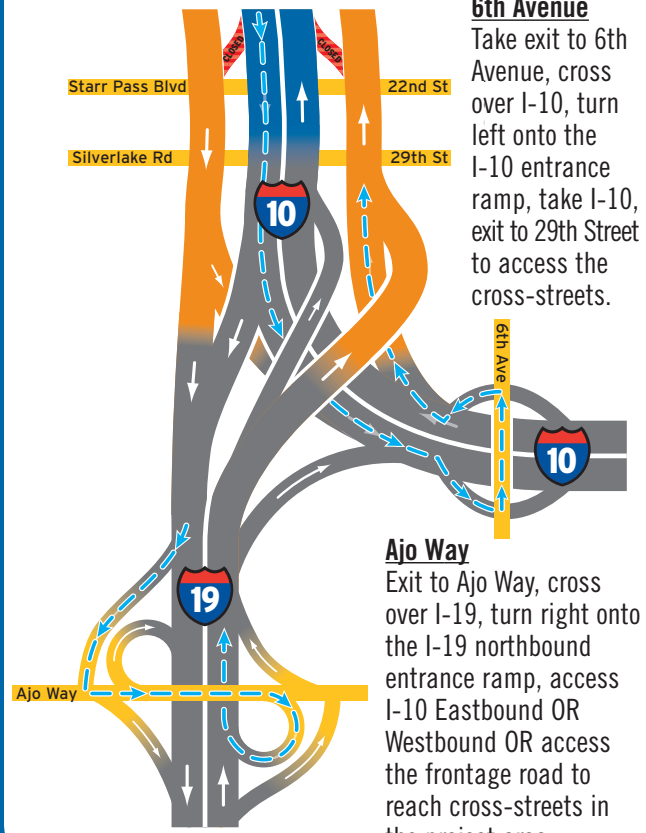 6th Avenue
Take exit to 6th
Avenue, cross
over I-10, turn
left onto the
I-10 entrance
ramp, take I-10,
exit to 29th Street
to access the
cross-streets.
CLOSED
CLOSED
Starr Pass Blvd
22nd St
Silverlake Rd
29th St
10
6th Ave
10
19
Ajo Way
Ajo Way
Exit to Ajo Way, cross
over I-19, turn right onto
the I-19 northbound
entrance ramp, access
I-10 Eastbound OR
Westbound OR access
the frontage road to
reach cross-streets in
the project area